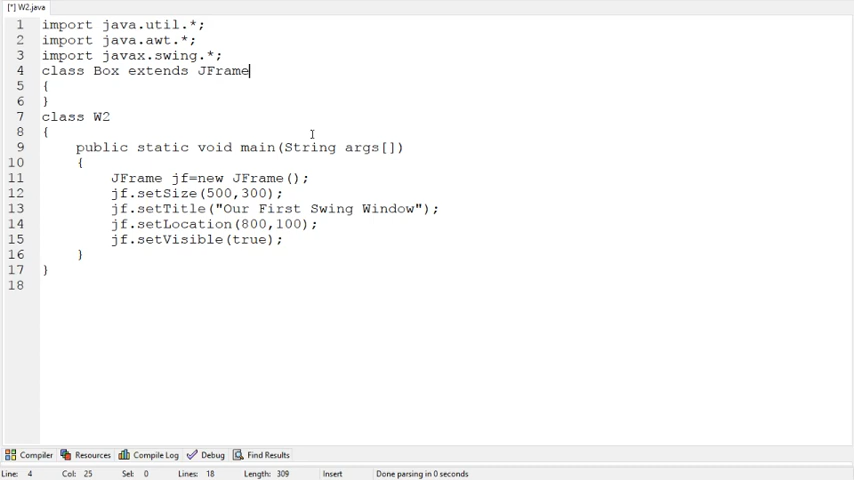 [*] W2.java
1 import java.util.*;
2 import java.awt.*;
3 import javax.swing.*;
4 class Box extends JFrame
5 {
6 }
7 class W2
8 {
9 public static void main(String args[])
10 {
11 JFrame jf=new JFrame();
12 jf.setSize(500,300);
13 jf.setTitle("Our First Swing Window");
14 jf.setLocation(800,100);
15 jf.setVisible(true);
16 }
17 }
18
Compiler Resources Compile Log Debug Find Results
Line: 4 Col: 25 Sel: 0 Lines: 18 Length: 309 Insert Done parsing in 0 seconds